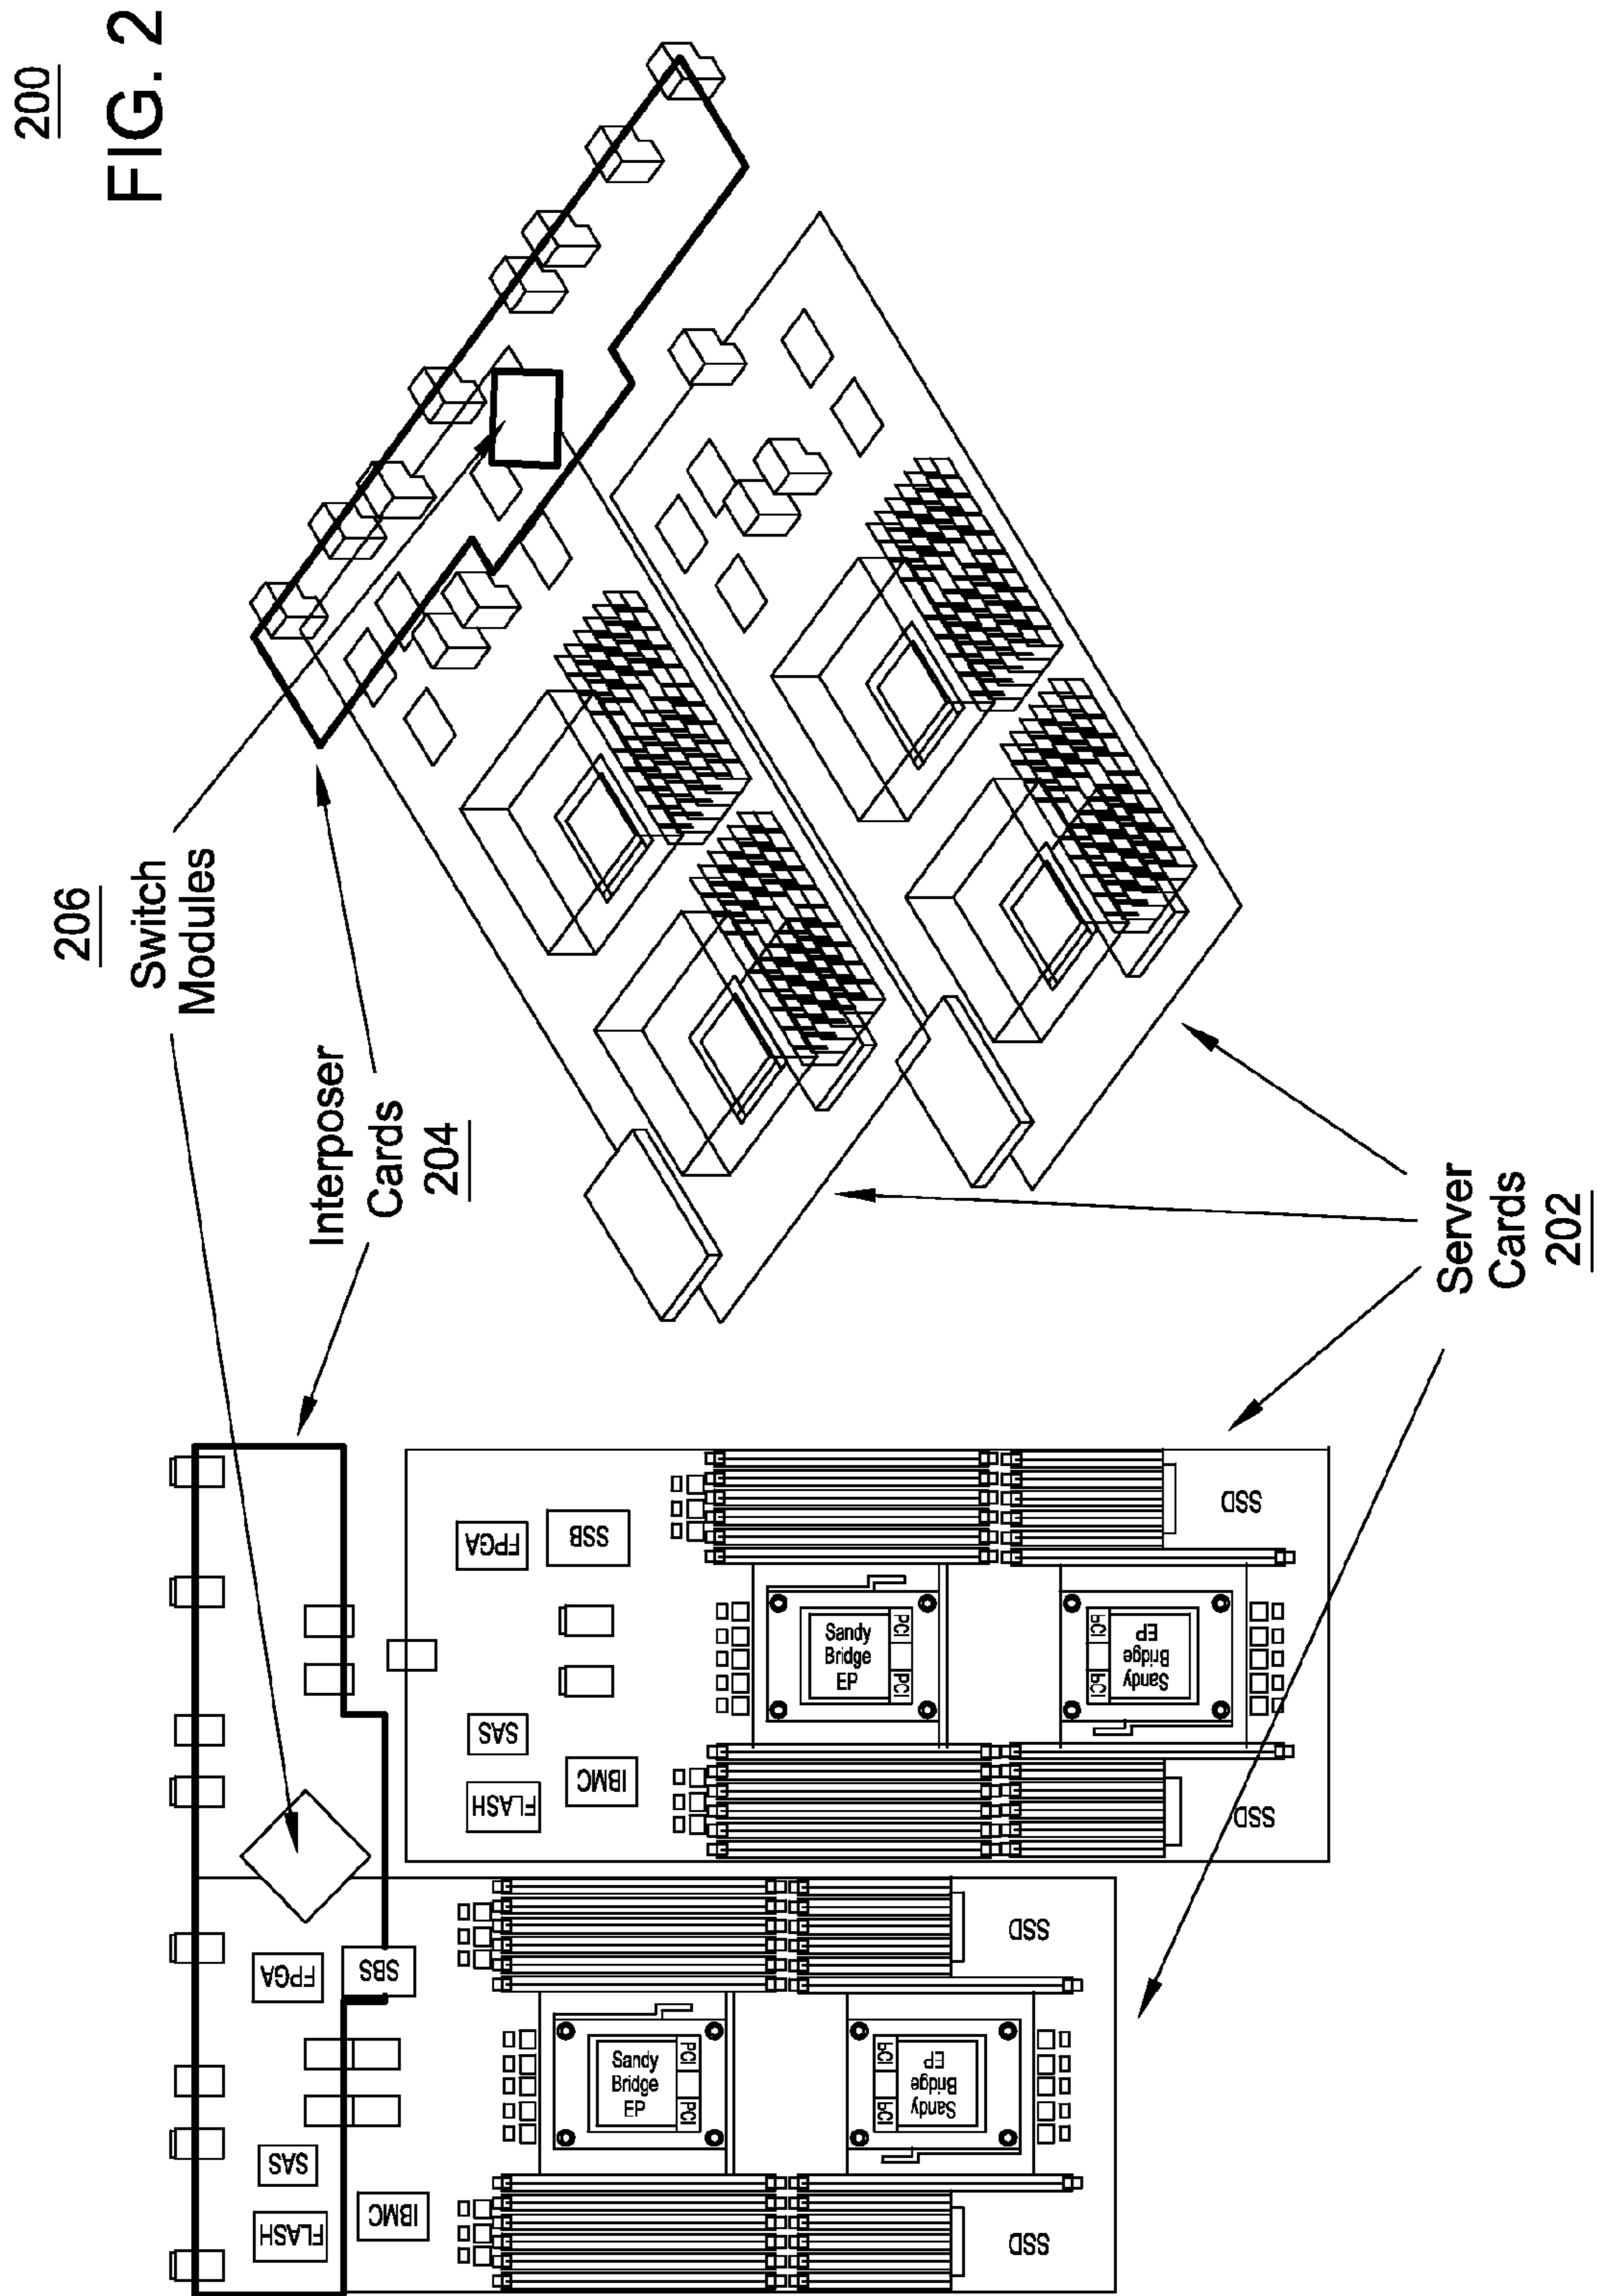 200
FIG. 2
206
Switch
Modules
Interposer
Cards
204
Server
Cards
202
FPGA
SSB
SAS
FLASH
IBMC
Sandy
Bridge
EP
PCI
PCI
PCI
PCI
Sandy
Bridge
EP
SSD
SSD
FPGA
SBS
SAS
FLASH
IBMC
Sandy
Bridge
EP
PCI
PCI
PCI
PCI
Sandy
Bridge
EP
SSD
SSD